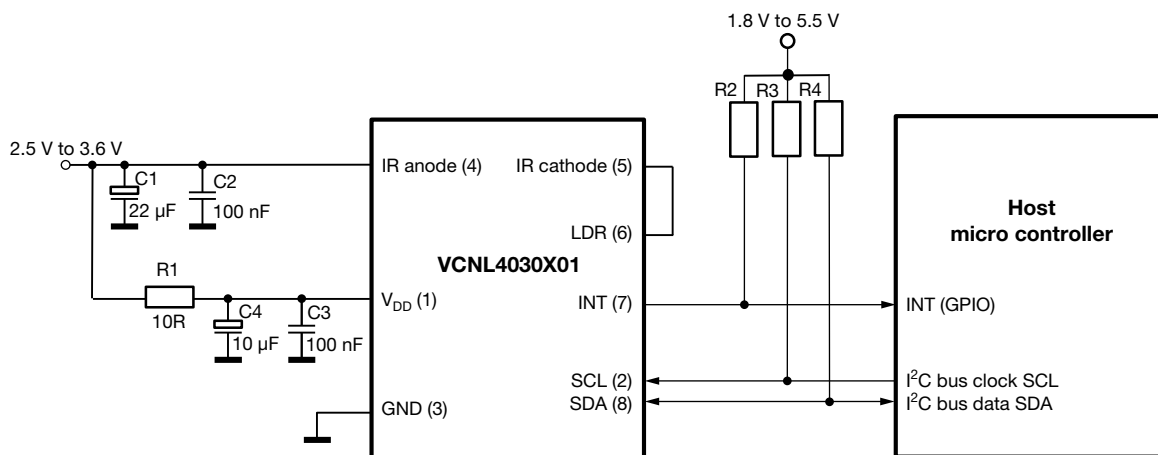 1.8 V to 5.5 V
R2
R3
R4
2.5 V to 3.6 V
IR anode (4)
IR cathode (5)
C1
C2
22 µF
100 nF
Host
micro controller
LDR (6)
VCNL4030X01
R1
10R
C4
C3
10 µF
100 nF
VDD (1)
INT (7)
INT (GPIO)
SCL (2)
I²C bus clock SCL
GND (3)
SDA (8)
I²C bus data SDA